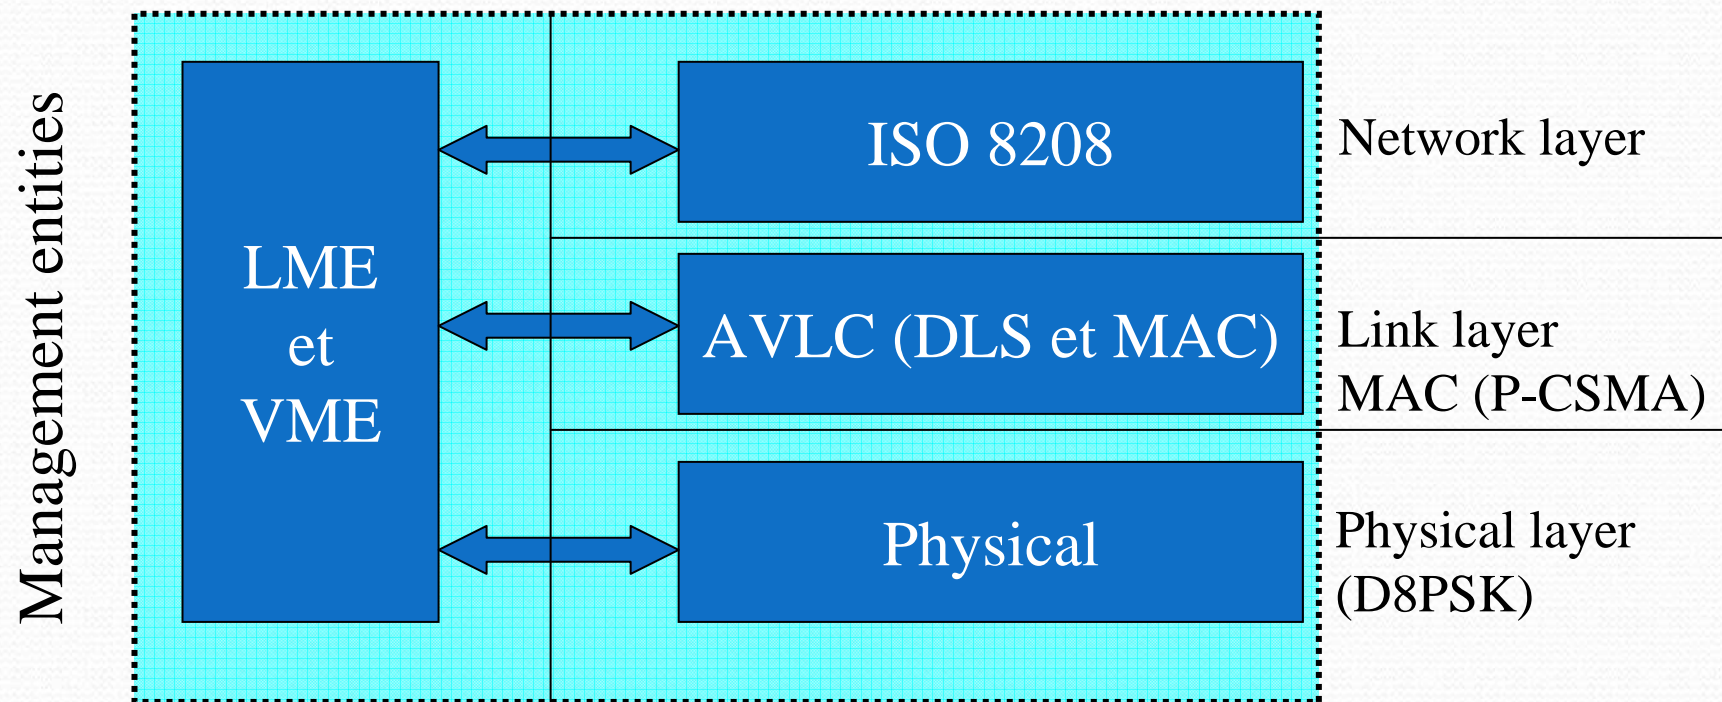 Management entities
LME
et
VME
ISO 8208
Network layer
AVLC (DLS et MAC)
Link layer
MAC (P-CSMA)
Physical
Physical layer
(D8PSK)